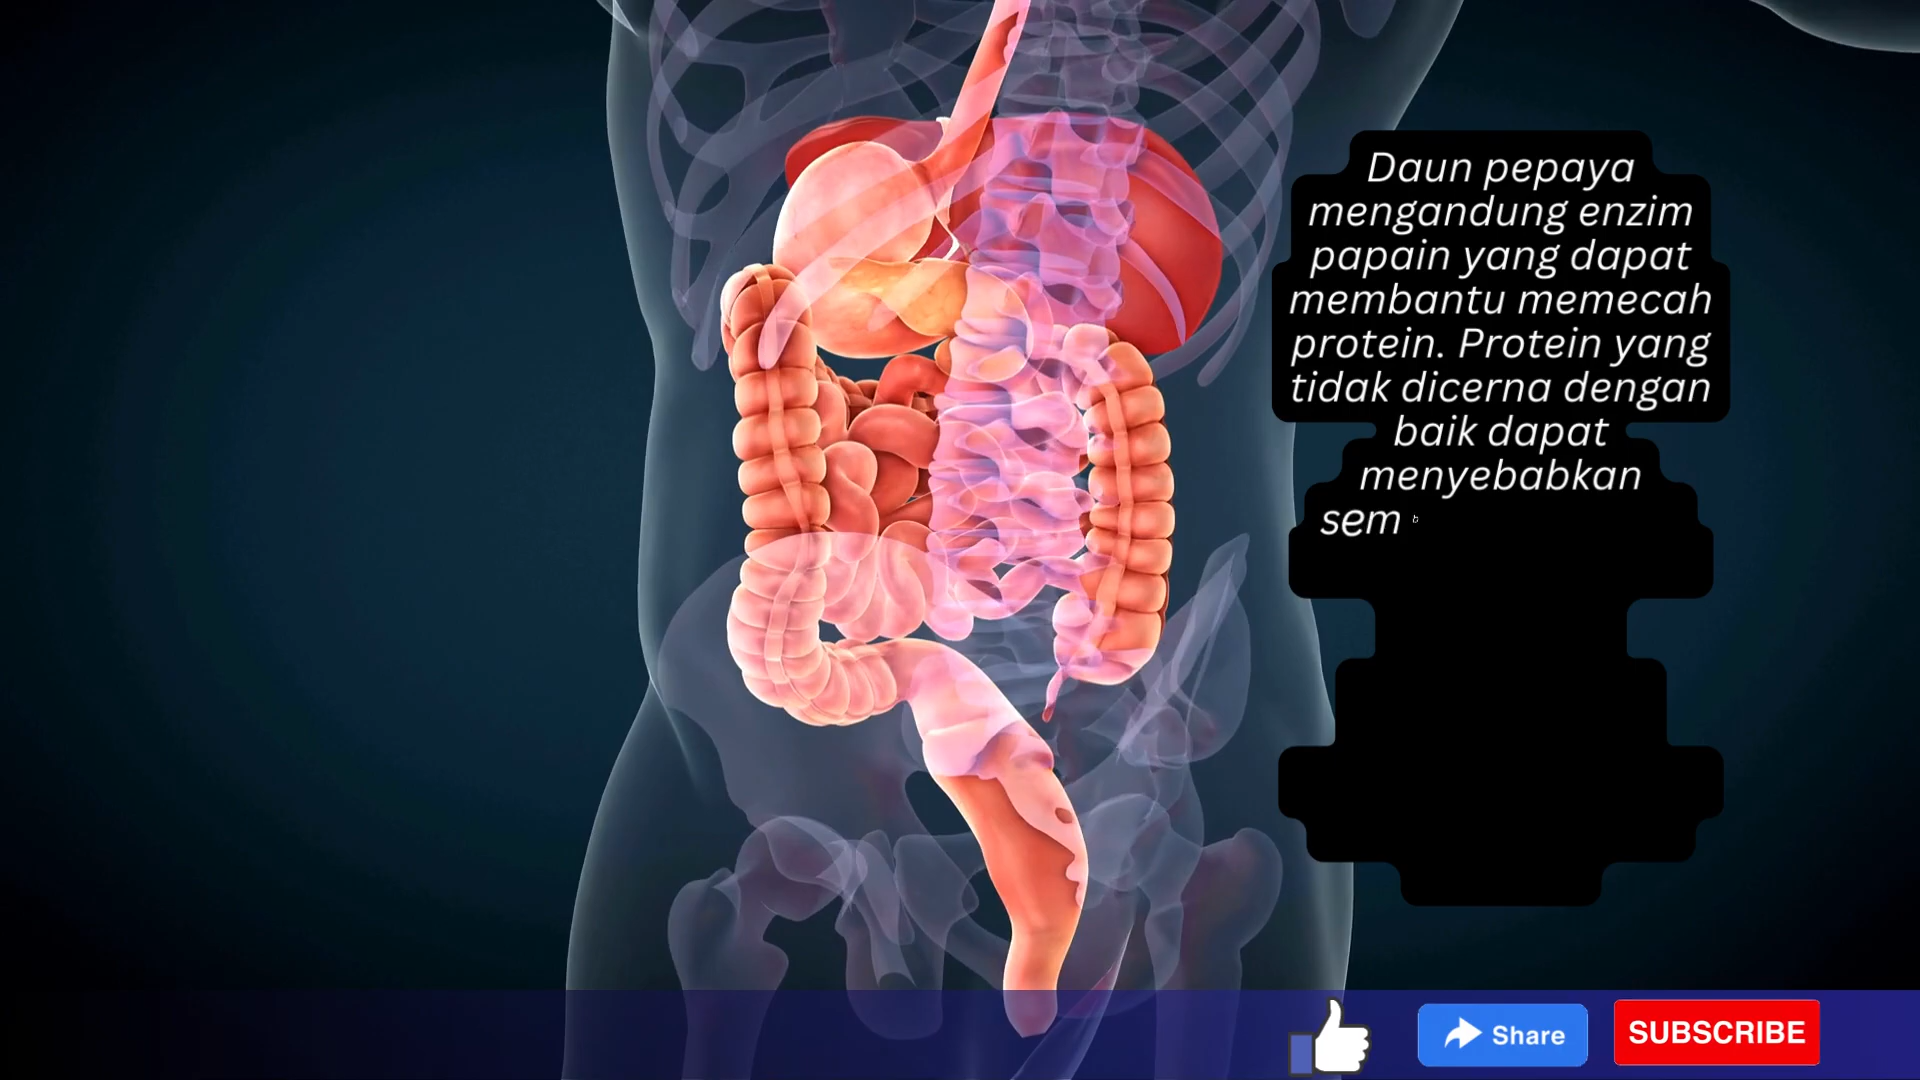 Daun pepaya
mengandung enzim
papain yang dapat
membantu memecah
protein. Protein yang
tidak dicerna dengan
baik dapat
menyebabkan
sem
Share
SUBSCRIBE